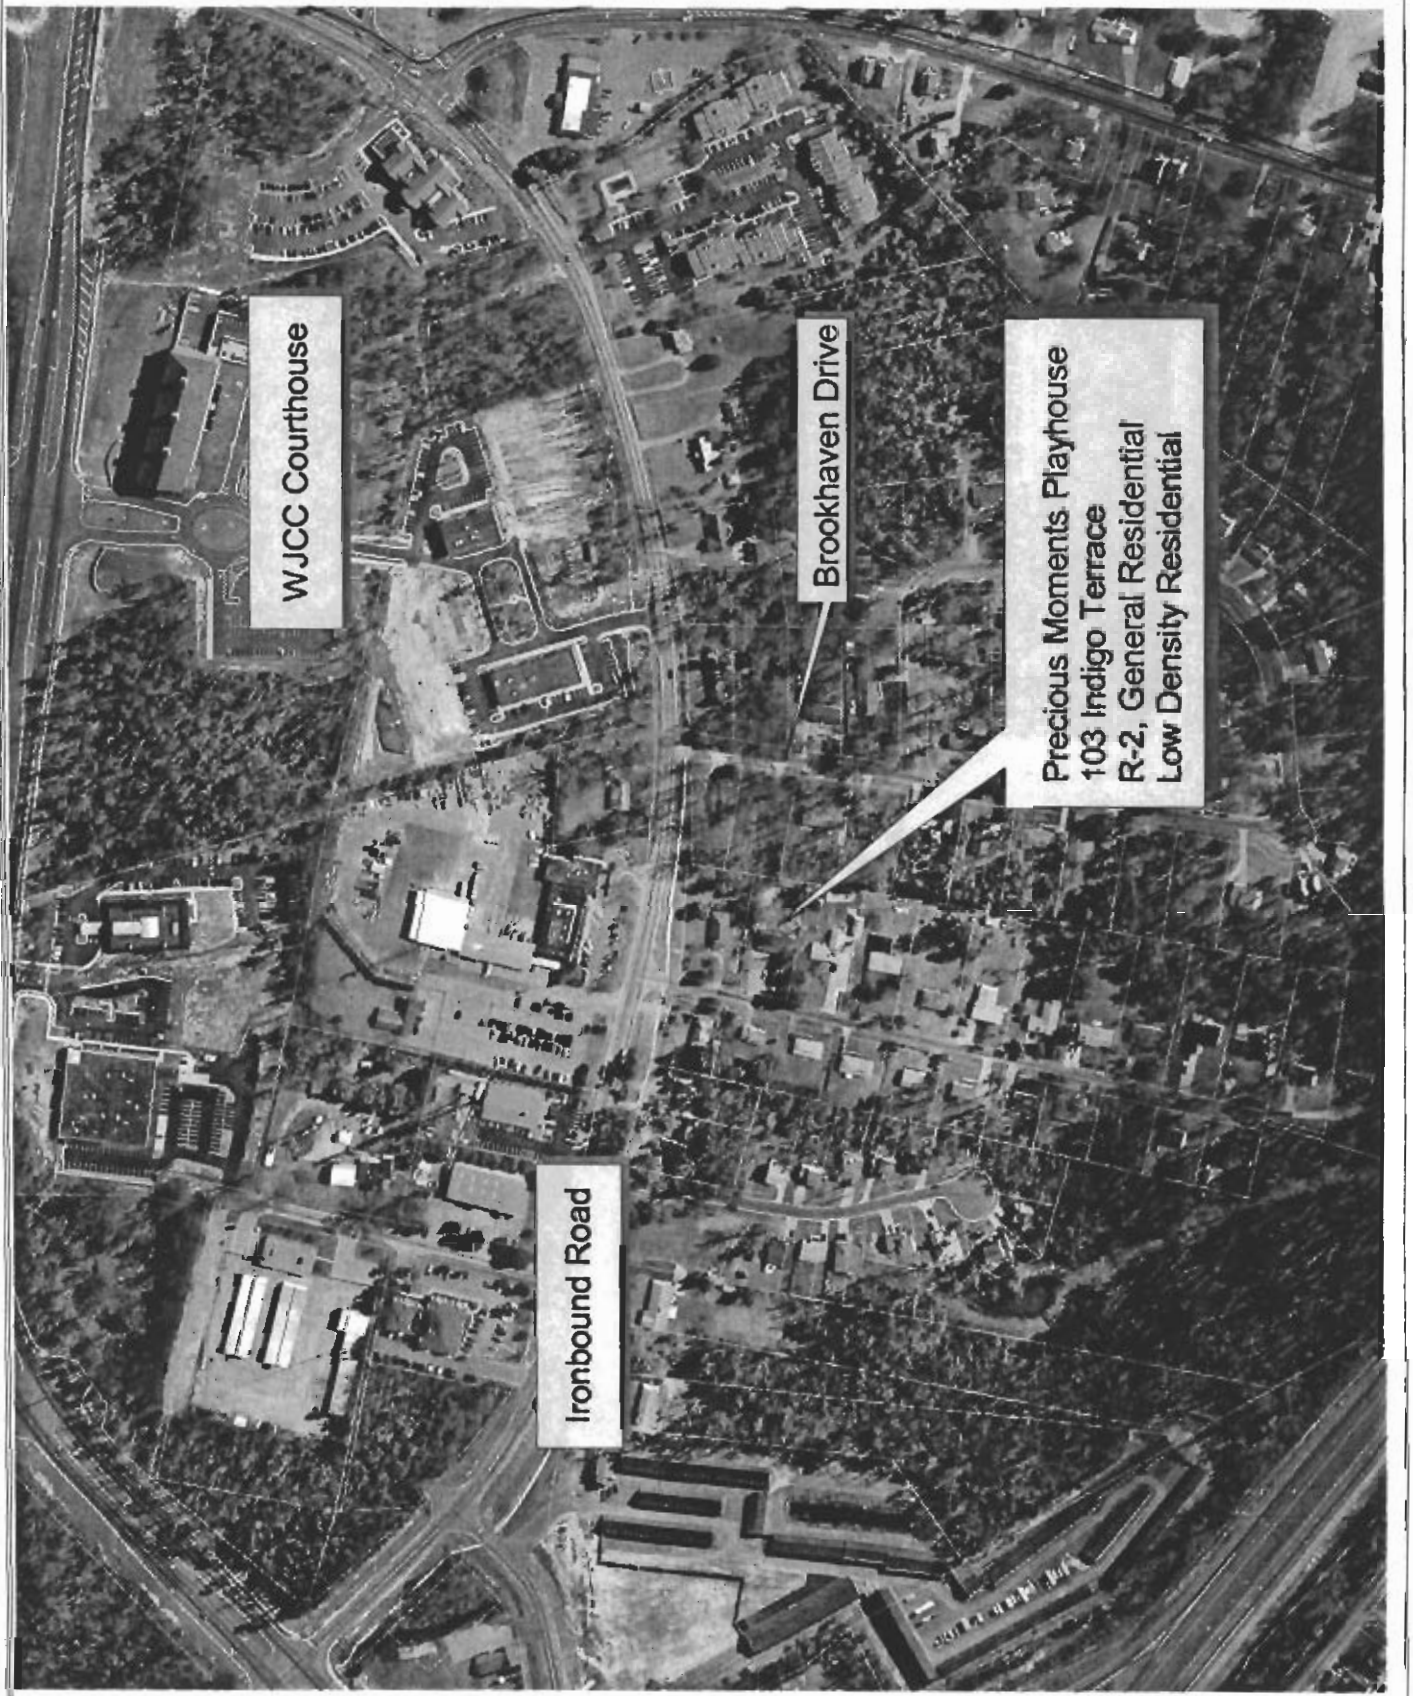 WJCC Courthouse
Brookhaven Drive
Precious Moments Playhouse
103 Indigo Terrace
R-2, General Residential
Low Density Residential
Ironbound Road